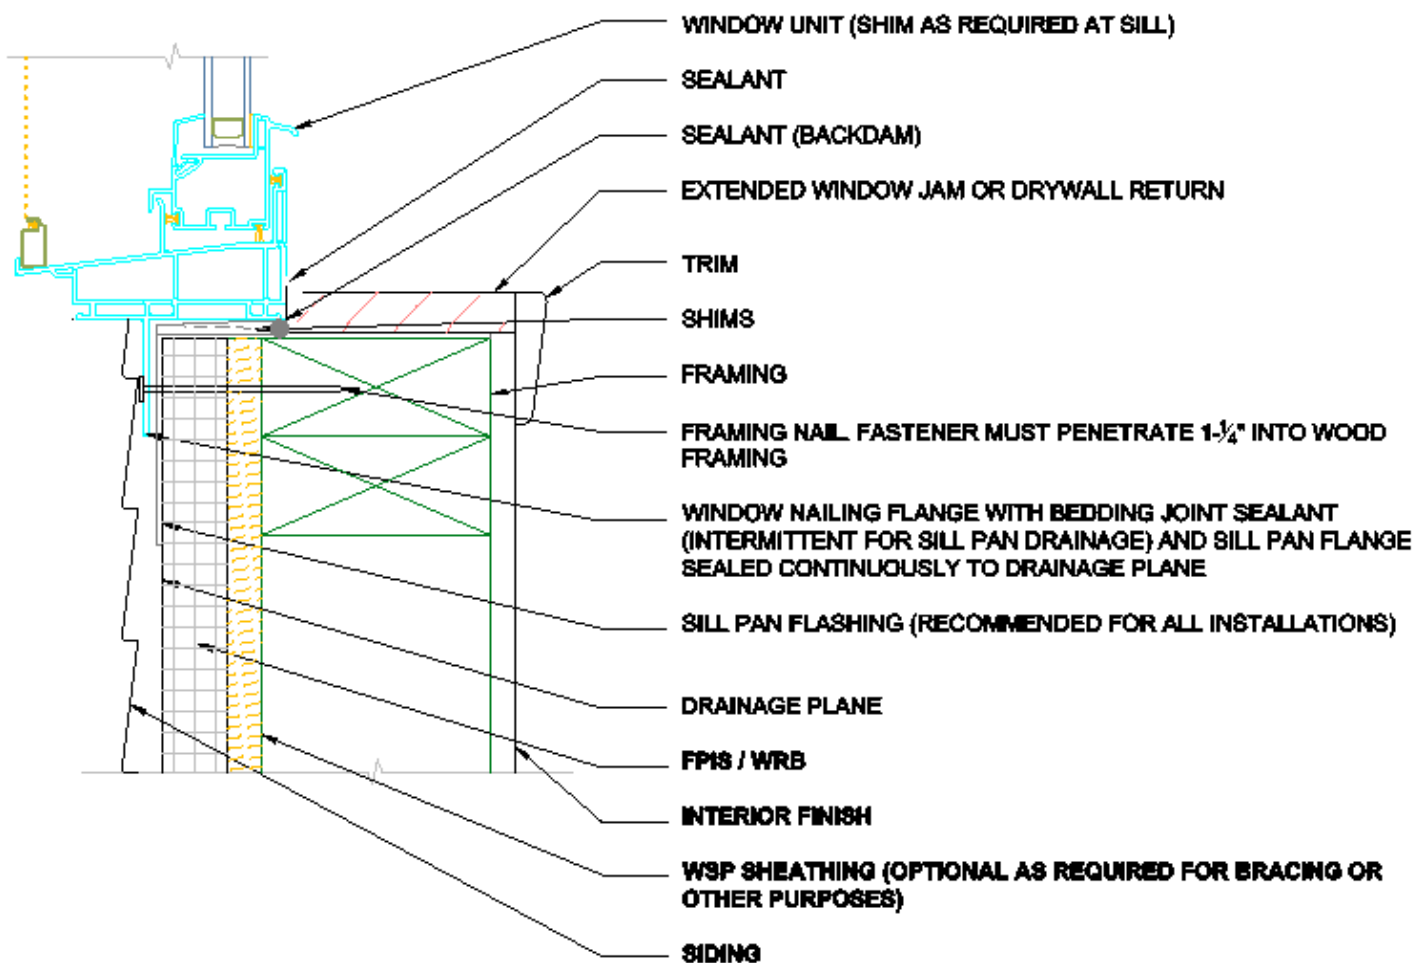 WINDOW UNIT (SHIM AS REQUIRED AT SILL)
SEALANT
SEALANT (BACKDAM)
EXTENDED WINDOW JAM OR DRYWALL RETURN
TRIM
SHIMS
FRAMING
FRAMING NAIL. FASTENER MUST PENETRATE 1-¼" INTO WOOD
FRAMING
WINDOW NAILING FLANGE WITH BEDDING JOINT SEALANT
(INTERMITTENT FOR SILL PAN DRAINAGE) AND SILL PAN FLANGE
SEALED CONTINUOUSLY TO DRAINAGE PLANE
SILL PAN FLASHING (RECOMMENDED FOR ALL INSTALLATIONS)
DRAINAGE PLANE
FPIS / WRB
INTERIOR FINISH
WSP SHEATHING (OPTIONAL AS REQUIRED FOR BRACING OR
OTHER PURPOSES)
SIDING